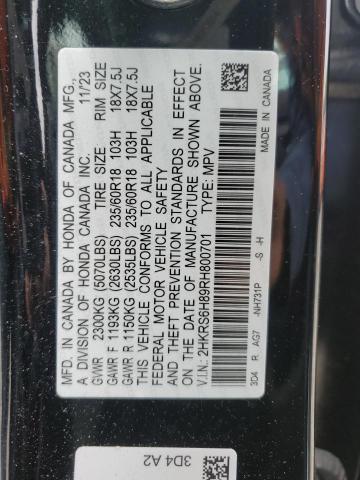 MFD. IN CANADA BY HONDA OF CANADA MFG.,
A DIVISION OF HONDA CANADA INC. 11/23
GVWR 2300KG (5070LBS) TIRE SIZE RIM SIZE
GAWR F 1193KG (2630LBS) 235/60R18 103H 18X7.5J
GAWR R 1150KG (2535LBS) 235/60R18 103H 18X7.5J
THIS VEHICLE CONFORMS TO ALL APPLICABLE
FEDERAL MOTOR VEHICLE SAFETY
AND THEFT PREVENTION STANDARDS IN EFFECT
ON THE DATE OF MANUFACTURE SHOWN ABOVE.
V.I.N.: 2HKRS6H89RH800701 TYPE: MPV
3D4 R AG7 -NH731P -S -H
MADE IN CANADA
3D4 A2